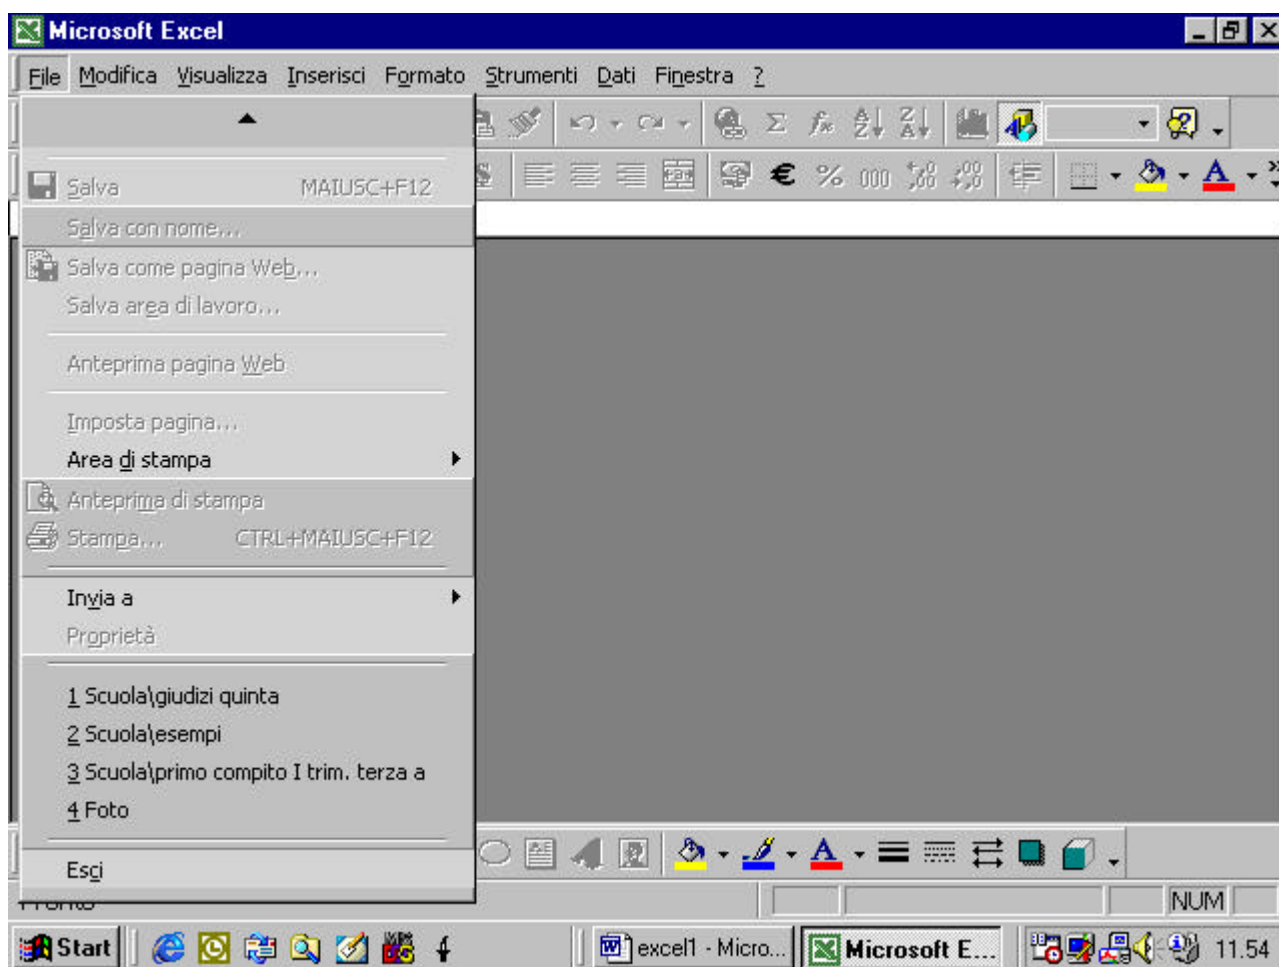 Microsoft Excel
File Modifica Visualizza Inserisci Formato Strumenti Dati Finestra ?
Salva MAIUSC+F12
Salva con nome...
Salva come pagina Web...
Salva area di lavoro...
Anteprima pagina Web
Imposta pagina...
Area di stampa
Anteprima di stampa
Stampa... CTRL+MAIUSC+F12
Invia a
Proprietà
1 Scuola\giudizi quinta
2 Scuola\esempi
3 Scuola\primo compito I trim. terza a
4 Foto
Esci
NUM
Start excel1 - Micro... Microsoft E... 11.54